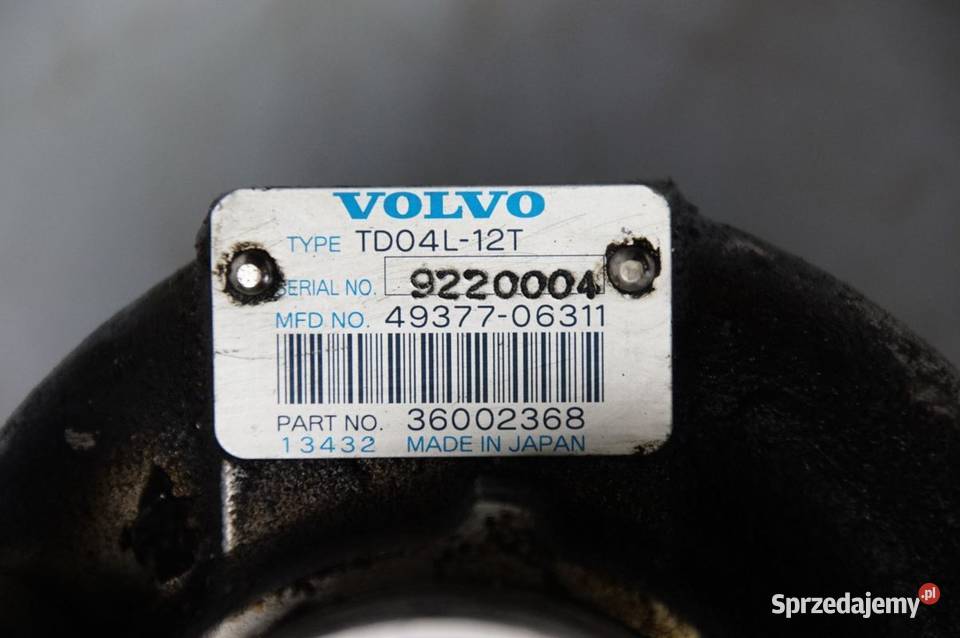 VOLVO
TYPE TD04L-12T
SERIAL NO. 9220004
MFD NO. 49377-06311
PART NO. 36002368
13432 MADE IN JAPAN
Sprzedajemy.pl